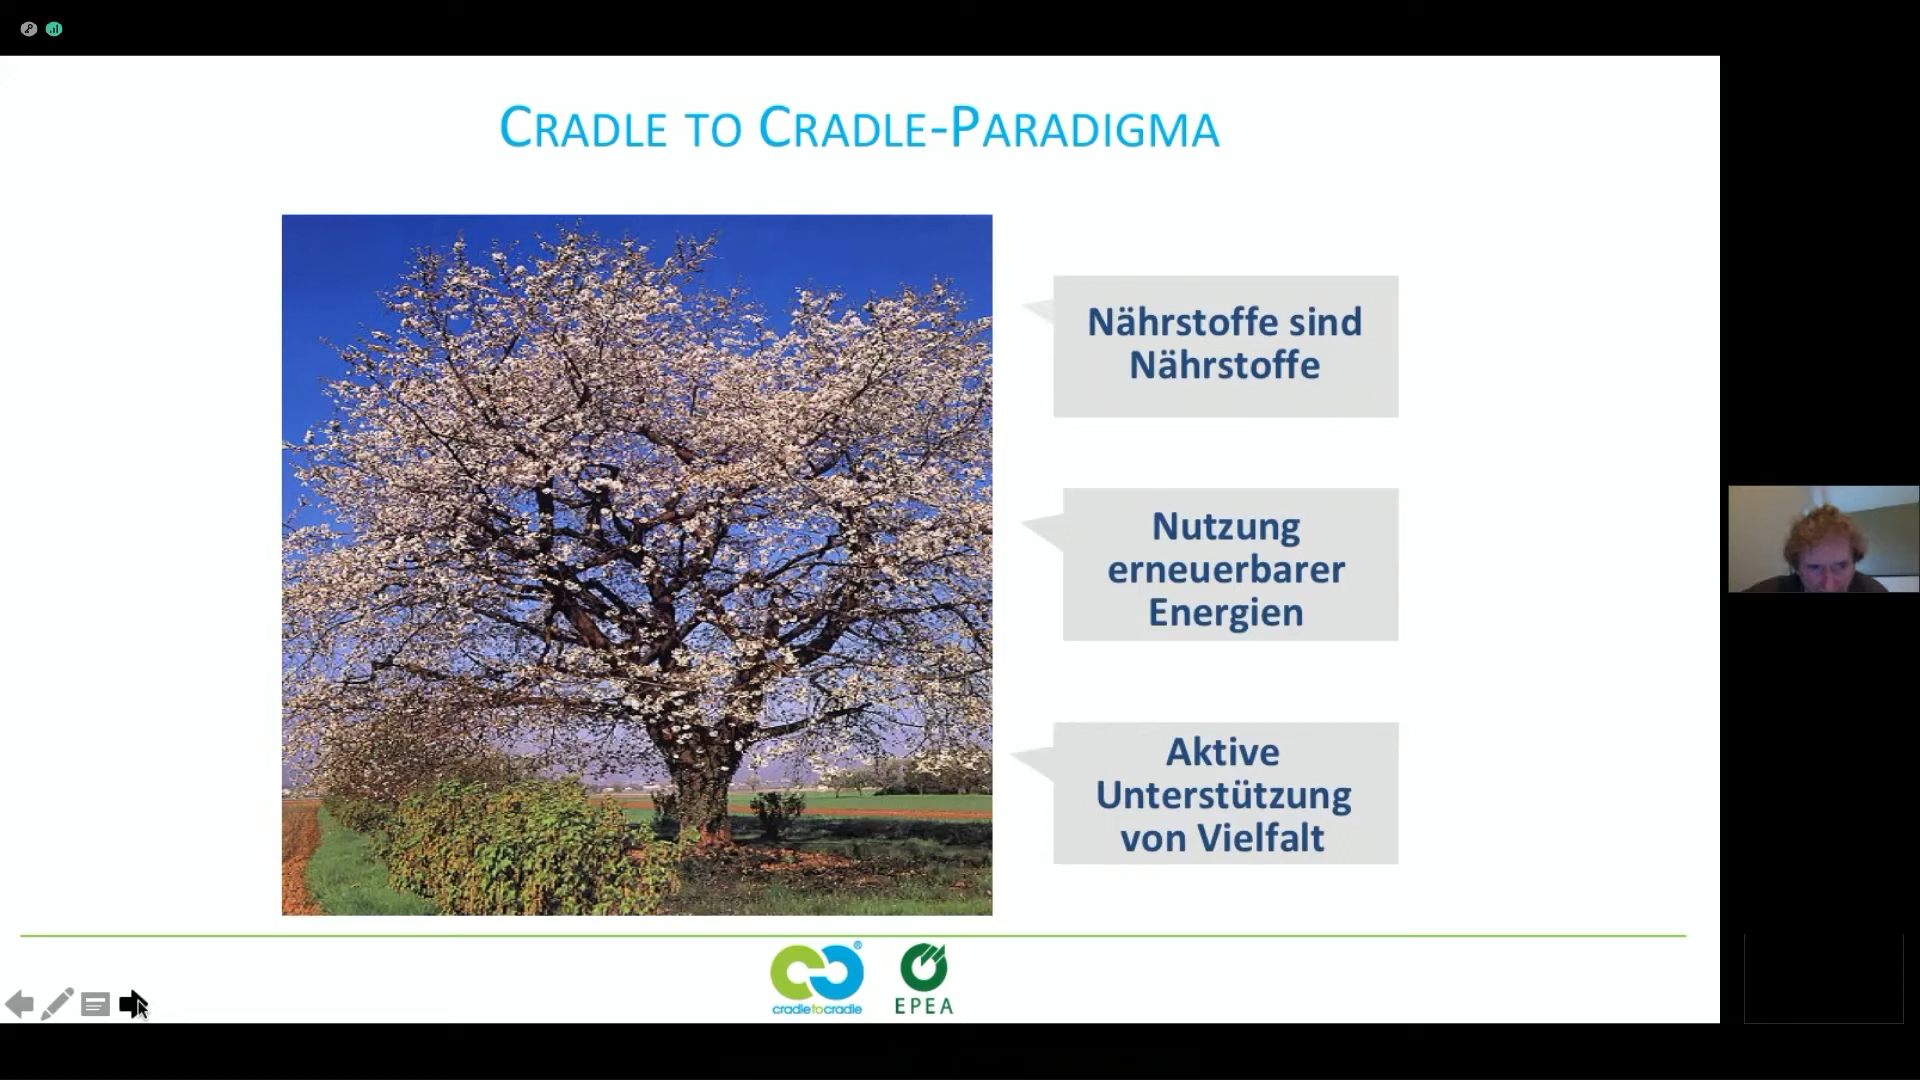 CRADLE TO CRADLE-PARADIGMA
Nährstoffe sind
Nährstoffe
Nutzung
erneuerbarer
Energien
Aktive
Unterstützung
von Vielfalt
®
cradletocradle
EPEA